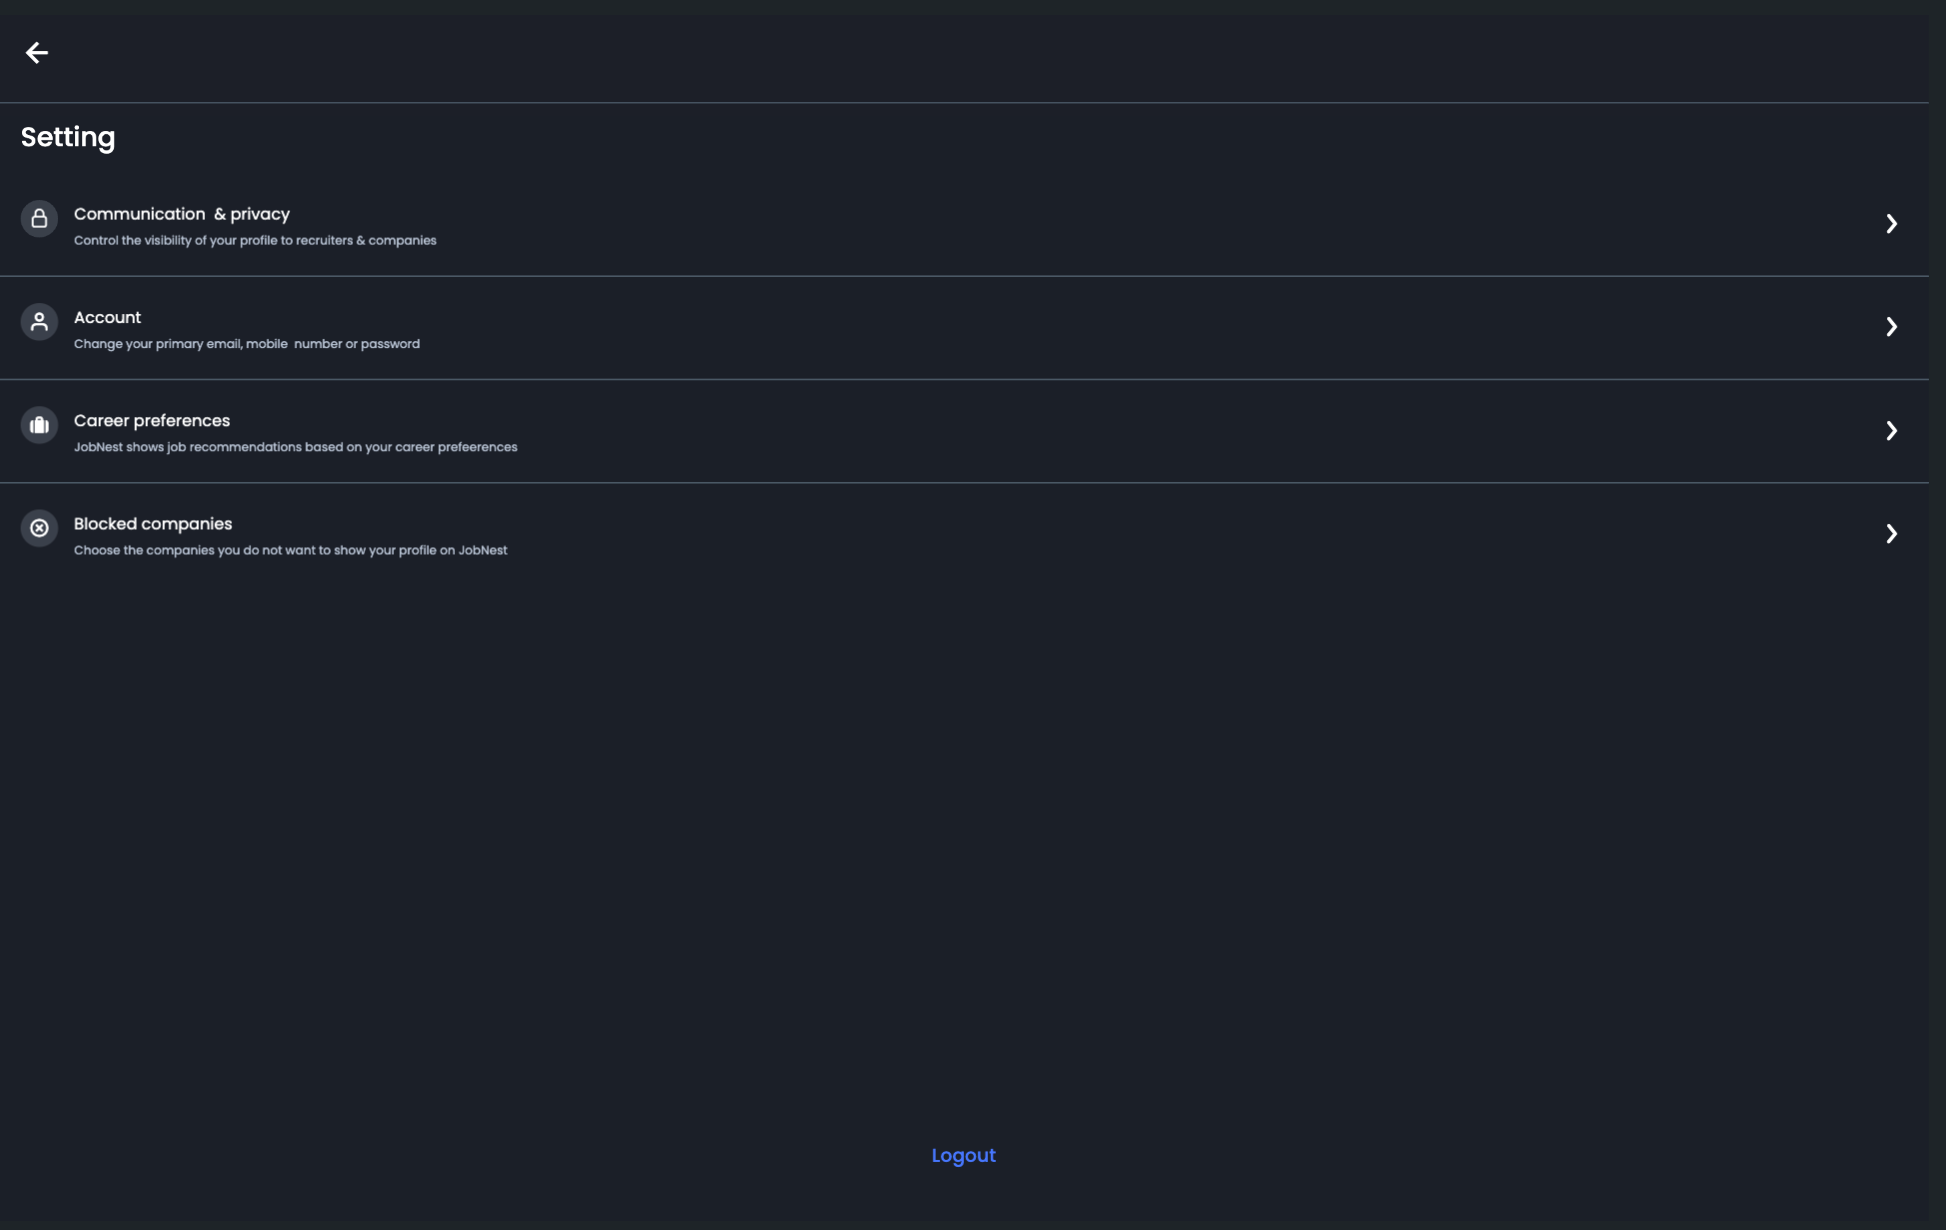 Setting
Communication  & privacy
Control the visibility of your profile to recruiters & companies
Account
Change your primary email, mobile  number or password
Career preferences
JobNest shows job recommendations based on your career prefeerences
Blocked companies
Choose the companies you do not want to show your profile on JobNest
Logout